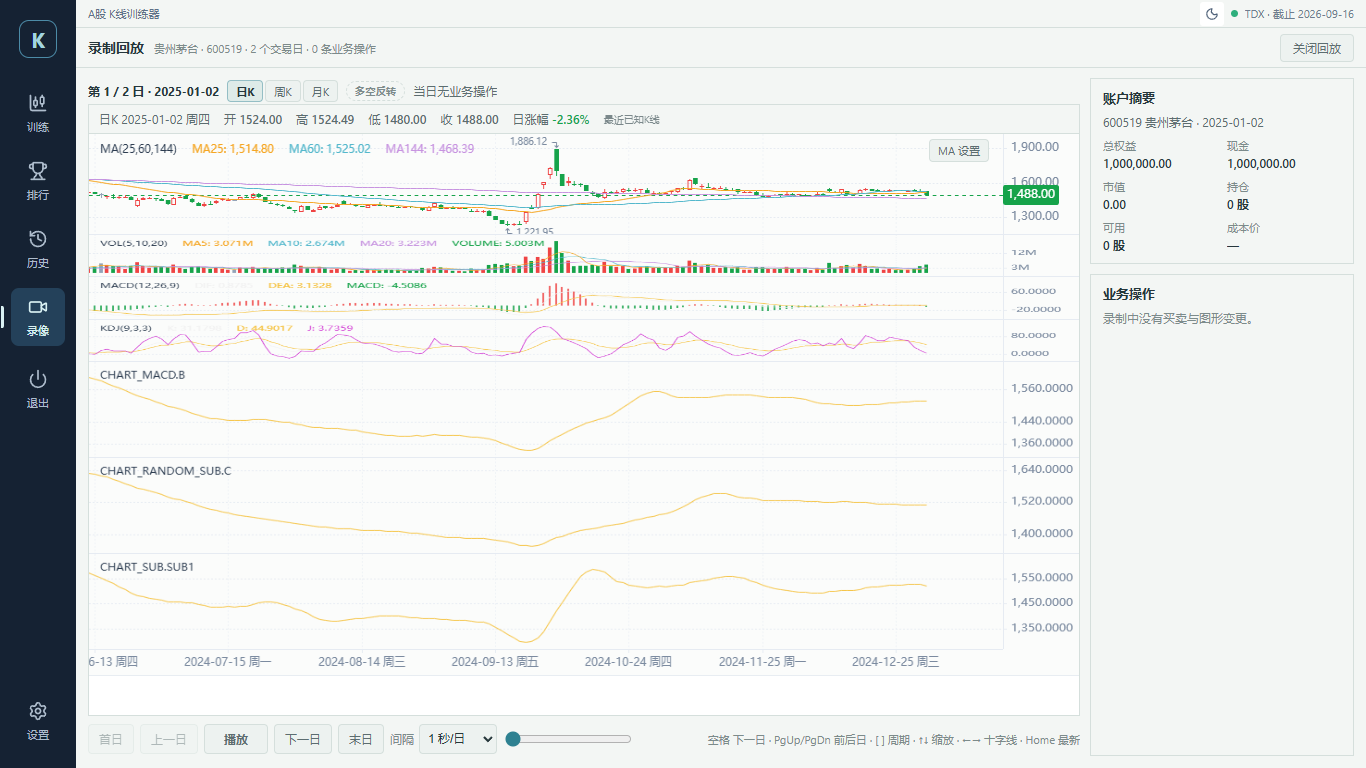 A股 K线训练器
TDX · 截止 2026-09-16
K
训练
排行
历史
录像
退出
设置
录制回放 贵州茅台 · 600519 · 2 个交易日 · 0 条业务操作
关闭回放
第 1 / 2 日 · 2025-01-02 日K 周K 月K 多空反转 当日无业务操作
日K 2025-01-02 周四 开 1524.00 高 1524.49 低 1480.00 收 1488.00 日涨幅 -2.36% 最近已知K线
MA(25,60,144) MA25: 1,514.80 MA60: 1,525.02 MA144: 1,468.39
MA 设置
1,886.12
1,221.95
1,900.00
1,600.00
1,488.00
1,300.00
VOL(5,10,20) MA5: 3.071M MA10: 2.674M MA20: 3.223M VOLUME: 5.003M
12M
3M
MACD(12,26,9) DEA: 3.1328 MACD: -4.5086
60.0000
-20.0000
KDJ(9,3,3) D: 44.9017 J: 3.7359
80.0000
0.0000
CHART_MACD.B
1,560.0000
1,440.0000
1,360.0000
CHART_RANDOM_SUB.C
1,640.0000
1,520.0000
1,400.0000
CHART_SUB.SUB1
1,550.0000
1,450.0000
1,350.0000
6-13 周四 2024-07-15 周一 2024-08-14 周三 2024-09-13 周五 2024-10-24 周四 2024-11-25 周一 2024-12-25 周三
首日 上一日 播放 下一日 末日 间隔 1 秒/日
空格 下一日 · PgUp/PgDn 前后日 · [ ] 周期 · ↑↓ 缩放 · ←→ 十字线 · Home 最新
账户摘要
600519 贵州茅台 · 2025-01-02
总权益 现金
1,000,000.00 1,000,000.00
市值 持仓
0.00 0 股
可用 成本价
0 股 —
业务操作
录制中没有买卖与图形变更。